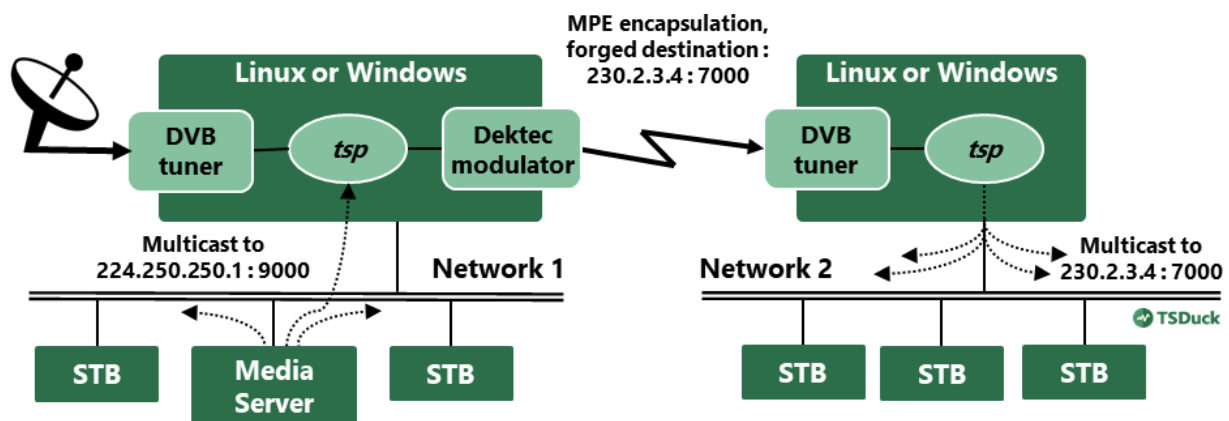 MPE encapsulation,
forged destination :
230.2.3.4 : 7000
Linux or Windows
DVB
tuner
tsp
Dektec
modulator
Linux or Windows
DVB
tuner
tsp
Multicast to
224.250.250.1 : 9000
Network 1
Network 2
Multicast to
230.2.3.4 : 7000
TSDuck
STB
Media
Server
STB
STB
STB
STB